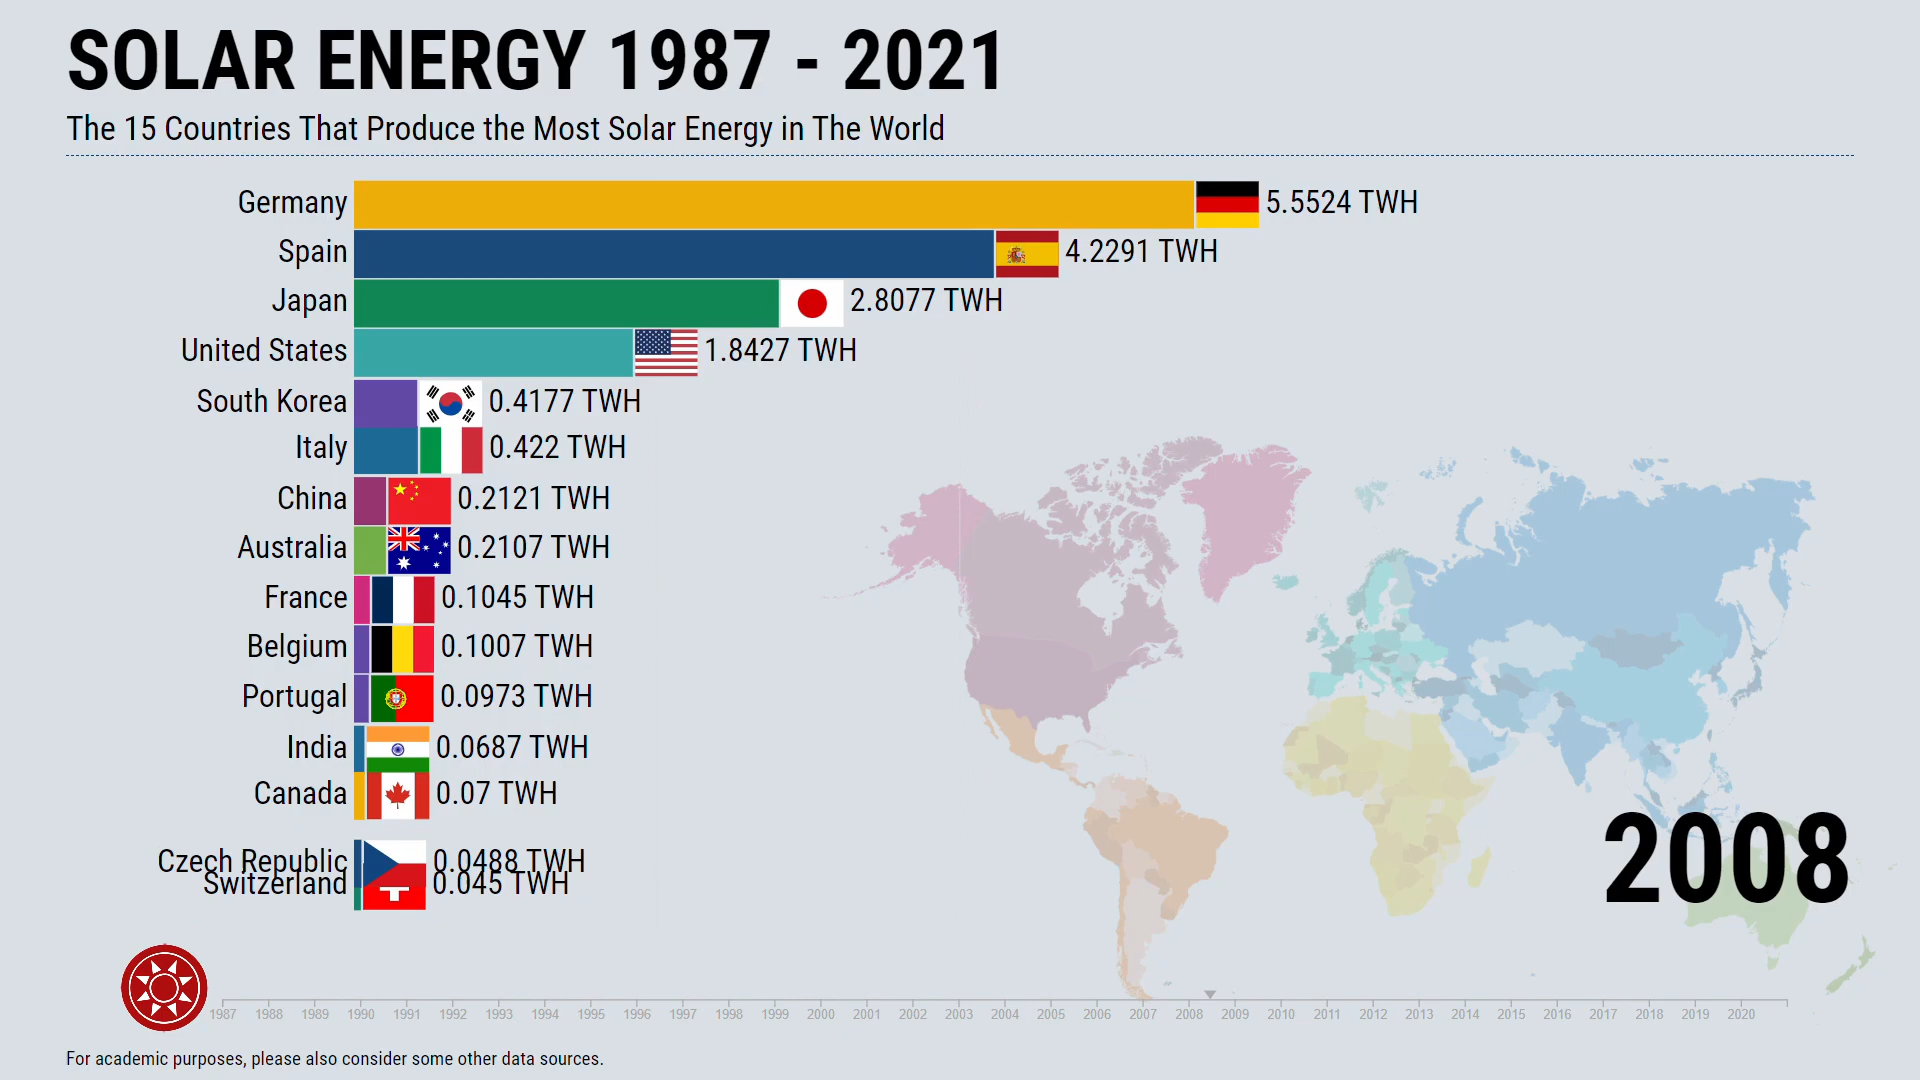 SOLAR ENERGY 1987 - 2021
The 15 Countries That Produce the Most Solar Energy in The World
Germany 5.5524 TWH
Spain 4.2291 TWH
Japan 2.8077 TWH
United States 1.8427 TWH
South Korea 0.4177 TWH
Italy 0.422 TWH
China 0.2121 TWH
Australia 0.2107 TWH
France 0.1045 TWH
Belgium 0.1007 TWH
Portugal 0.0973 TWH
India 0.0687 TWH
Canada 0.07 TWH
Czech Republic 0.0488 TWH
Switzerland 0.045 TWH
2008
1987 1988 1989 1990 1991 1992 1993 1994 1995 1996 1997 1998 1999 2000 2001 2002 2003 2004 2005 2006 2007 2008 2009 2010 2011 2012 2013 2014 2015 2016 2017 2018 2019 2020
For academic purposes, please also consider some other data sources.